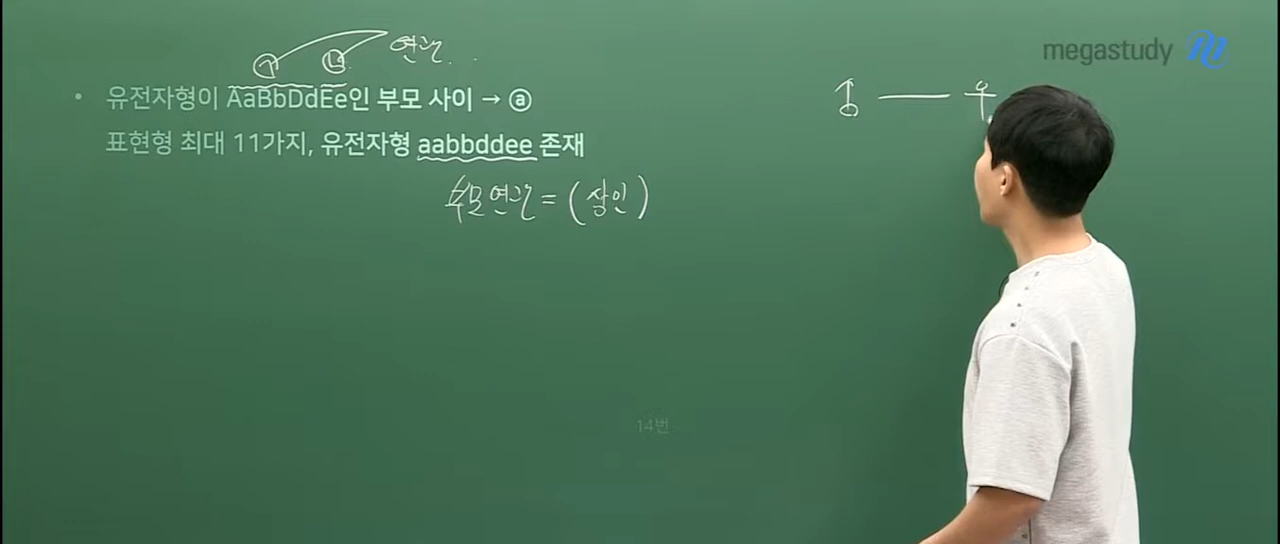 megastudy
㉠ ㉡ 연관
• 유전자형이 AaBbDdEe인 부모 사이 → ⓐ
표현형 최대 11가지, 유전자형 aabbddee 존재
부모연관 = (상인)
♂ — ♀
14번